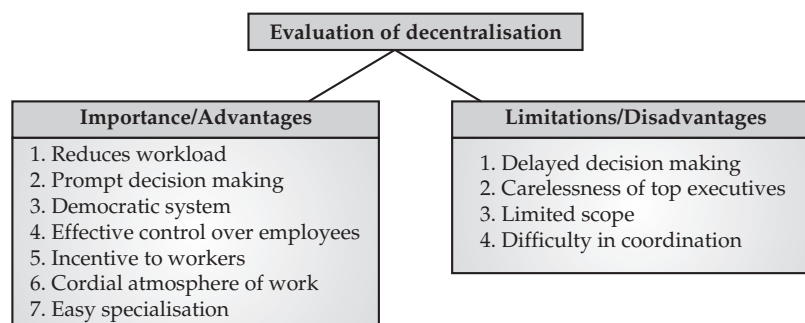 Evaluation of decentralisation
Importance/Advantages
1. Reduces workload
2. Prompt decision making
3. Democratic system
4. Effective control over employees
5. Incentive to workers
6. Cordial atmosphere of work
7. Easy specialisation
Limitations/Disadvantages
1. Delayed decision making
2. Carelessness of top executives
3. Limited scope
4. Difficulty in coordination